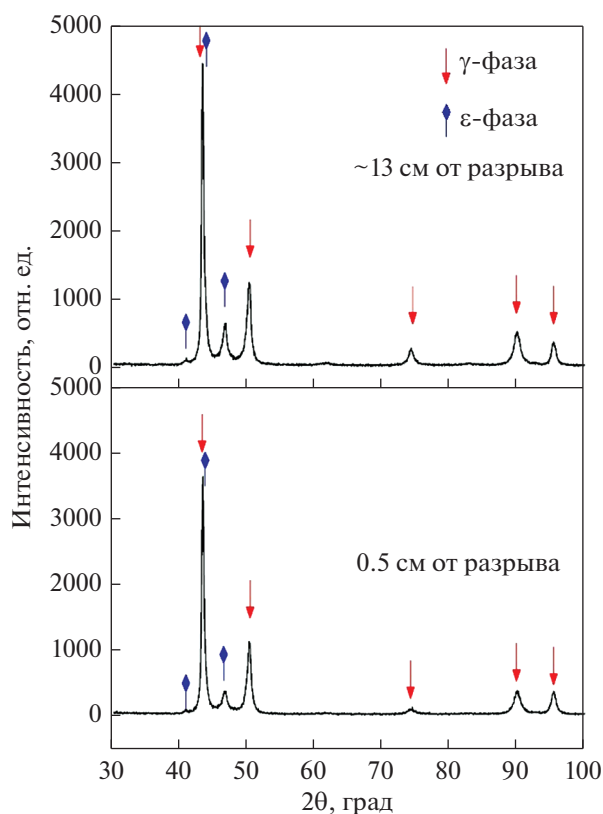 5000
γ-фаза
4000
ε-фаза
~13 см от разрыва
3000
2000
1000
0
5000
4000
3000
0.5 см от разрыва
2000
1000
0
Интенсивность, отн. ед.
30 40 50 60 70 80 90 100
2θ, град